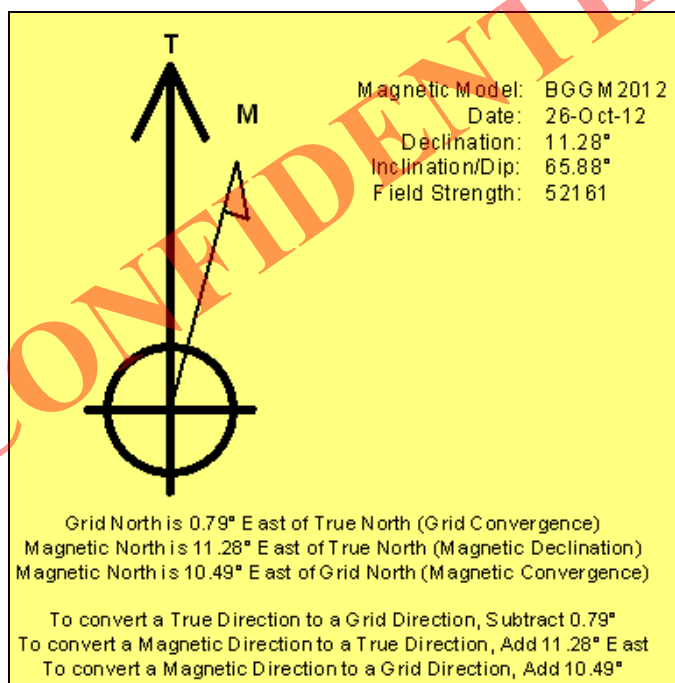 T
M
Magnetic Model: BGGM2012
Date: 26-Oct-12
Declination: 11.28°
Inclination/Dip: 65.88°
Field Strength: 52161
CONFIDENTI
Grid North is 0.79° East of True North (Grid Convergence)
Magnetic North is 11.28° East of True North (Magnetic Declination)
Magnetic North is 10.49° East of Grid North (Magnetic Convergence)
To convert a True Direction to a Grid Direction, Subtract 0.79°
To convert a Magnetic Direction to a True Direction, Add 11.28° East
To convert a Magnetic Direction to a Grid Direction, Add 10.49°